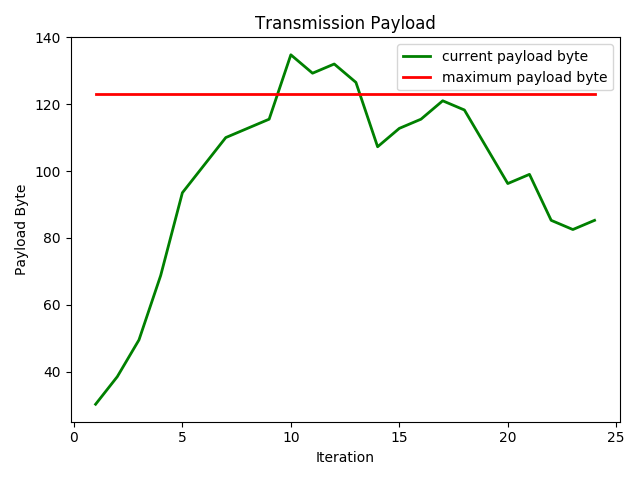 Transmission Payload
current payload byte
maximum payload byte
Payload Byte
140
120
100
80
60
40
0 5 10 15 20 25
Iteration